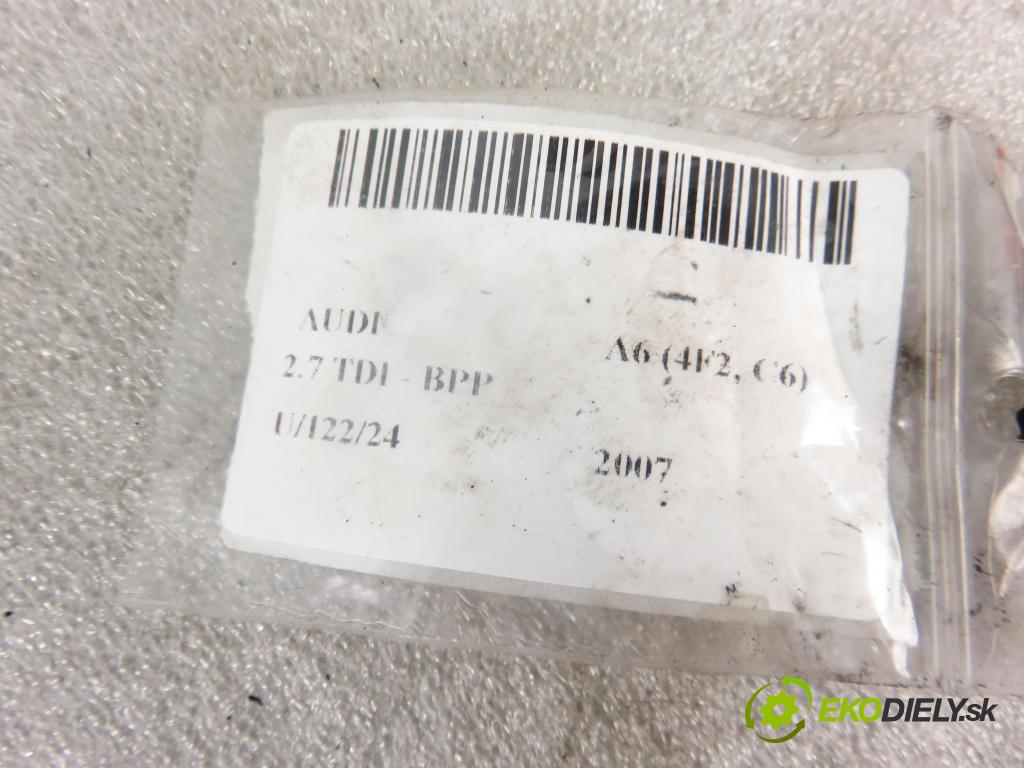 AUDI
A6 (4F2, C6)
2.7 TDI - BPP
U/122/24
2007
EKODIELY.sk